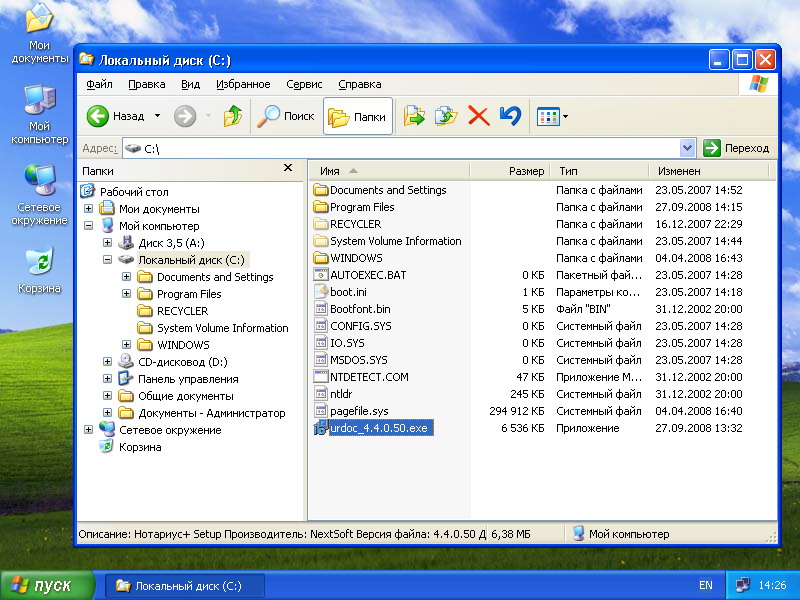 Мои
документы
Мой
компьютер
Сетевое
окружение
Корзина
Локальный диск (C:)
Файл Правка Вид Избранное Сервис Справка
Назад Поиск Папки
Адрес: C:\ Переход
Папки
Рабочий стол
Мои документы
Мой компьютер
Диск 3,5 (A:)
Локальный диск (C:)
Documents and Settings
Program Files
RECYCLER
System Volume Information
WINDOWS
CD-дисковод (D:)
Панель управления
Общие документы
Документы - Администратор
Сетевое окружение
Корзина
Имя Размер Тип Изменен
Documents and Settings Папка с файлами 23.05.2007 14:52
Program Files Папка с файлами 27.09.2008 14:15
RECYCLER Папка с файлами 16.12.2007 22:29
System Volume Information Папка с файлами 23.05.2007 14:44
WINDOWS Папка с файлами 04.04.2008 16:43
AUTOEXEC.BAT 0 КБ Пакетный фай... 23.05.2007 14:28
boot.ini 1 КБ Параметры ко... 23.05.2007 14:18
Bootfont.bin 5 КБ Файл "BIN" 31.12.2002 20:00
CONFIG.SYS 0 КБ Системный файл 23.05.2007 14:28
IO.SYS 0 КБ Системный файл 23.05.2007 14:28
MSDOS.SYS 0 КБ Системный файл 23.05.2007 14:28
NTDETECT.COM 47 КБ Приложение M... 31.12.2002 20:00
ntldr 245 КБ Системный файл 31.12.2002 20:00
pagefile.sys 294 912 КБ Системный файл 04.04.2008 16:40
urdoc_4.4.0.50.exe 6 536 КБ Приложение 27.09.2008 13:32
Описание: Нотариус+ Setup Производитель: NextSoft Версия файла: 4.4.0.50 Д 6,38 МБ Мой компьютер
пуск Локальный диск (C:) EN 14:26